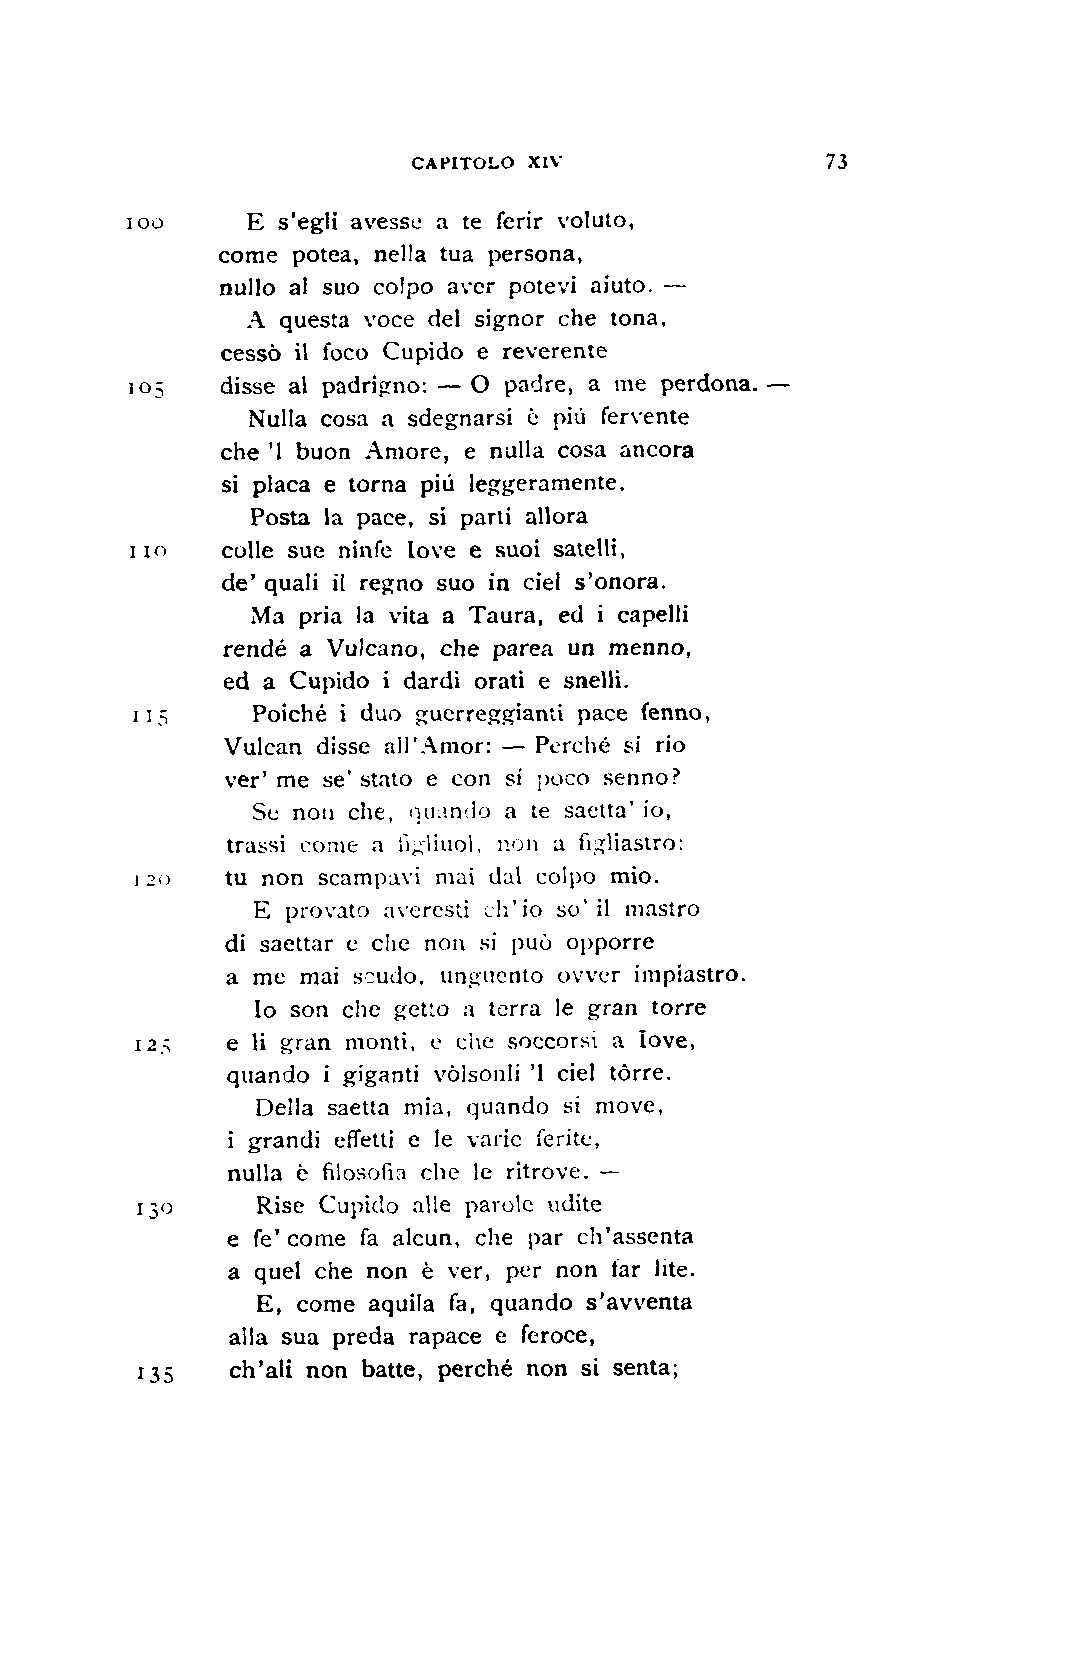 CAPITOLO XIV 73
100 E s'egli avesse a te ferir voluto,
come potea, nella tua persona,
nullo al suo colpo aver potevi aiuto. —
A questa voce del signor che tona,
cessò il foco Cupido e reverente
105 disse al padrigno: — O padre, a me perdona. —
Nulla cosa a sdegnarsi è piú fervente
che 'l buon Amore, e nulla cosa ancora
si placa e torna piú leggeramente.
Posta la pace, si partí allora
110 colle sue ninfe Iove e suoi satelli,
de' quali il regno suo in ciel s'onora.
Ma pria la vita a Taura, ed i capelli
rendé a Vulcano, che parea un menno,
ed a Cupido i dardi orati e snelli.
115 Poiché i duo guerreggianti pace fenno,
Vulcan disse all'Amor: — Perché sí rio
ver' me se' stato e con sí poco senno?
Se non che, quando a te saetta' io,
trassi come a figliuol, non a figliastro:
120 tu non scampavi mai dal colpo mio.
E provato averesti ch'io so' il mastro
di saettar e che non si può opporre
a me mai scudo, unguento ovver impiastro.
Io son che getto a terra le gran torre
125 e li gran monti, e che soccorsi a Iove,
quando i giganti vòlsonli 'l ciel tôrre.
Della saetta mia, quando si move,
i grandi effetti e le varie ferite,
nulla è filosofia che le ritrove. —
130 Rise Cupido alle parole udite
e fe' come fa alcun, che par ch'assenta
a quel che non è ver, per non far lite.
E, come aquila fa, quando s'avventa
alla sua preda rapace e feroce,
135 ch'ali non batte, perché non si senta;